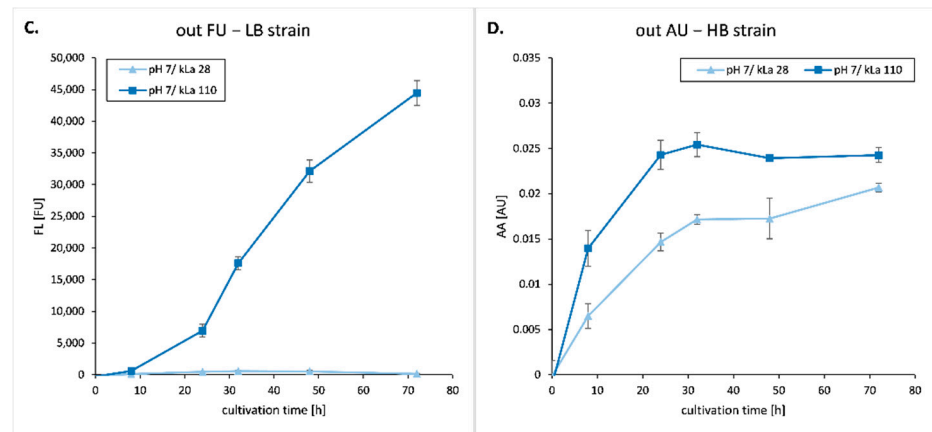 C.
out FU – LB strain
50,000
45,000
40,000
35,000
30,000
25,000
20,000
15,000
10,000
5,000
0
FL [FU]
pH 7/ kLa 28
pH 7/ kLa 110
0 10 20 30 40 50 60 70 80
cultivation time [h]
D.
out AU – HB strain
0.035
0.03
0.025
0.02
0.015
0.01
0.005
0
AA [AU]
pH 7/ kLa 28 pH 7/ kLa 110
0 10 20 30 40 50 60 70 80
cultivation time [h]